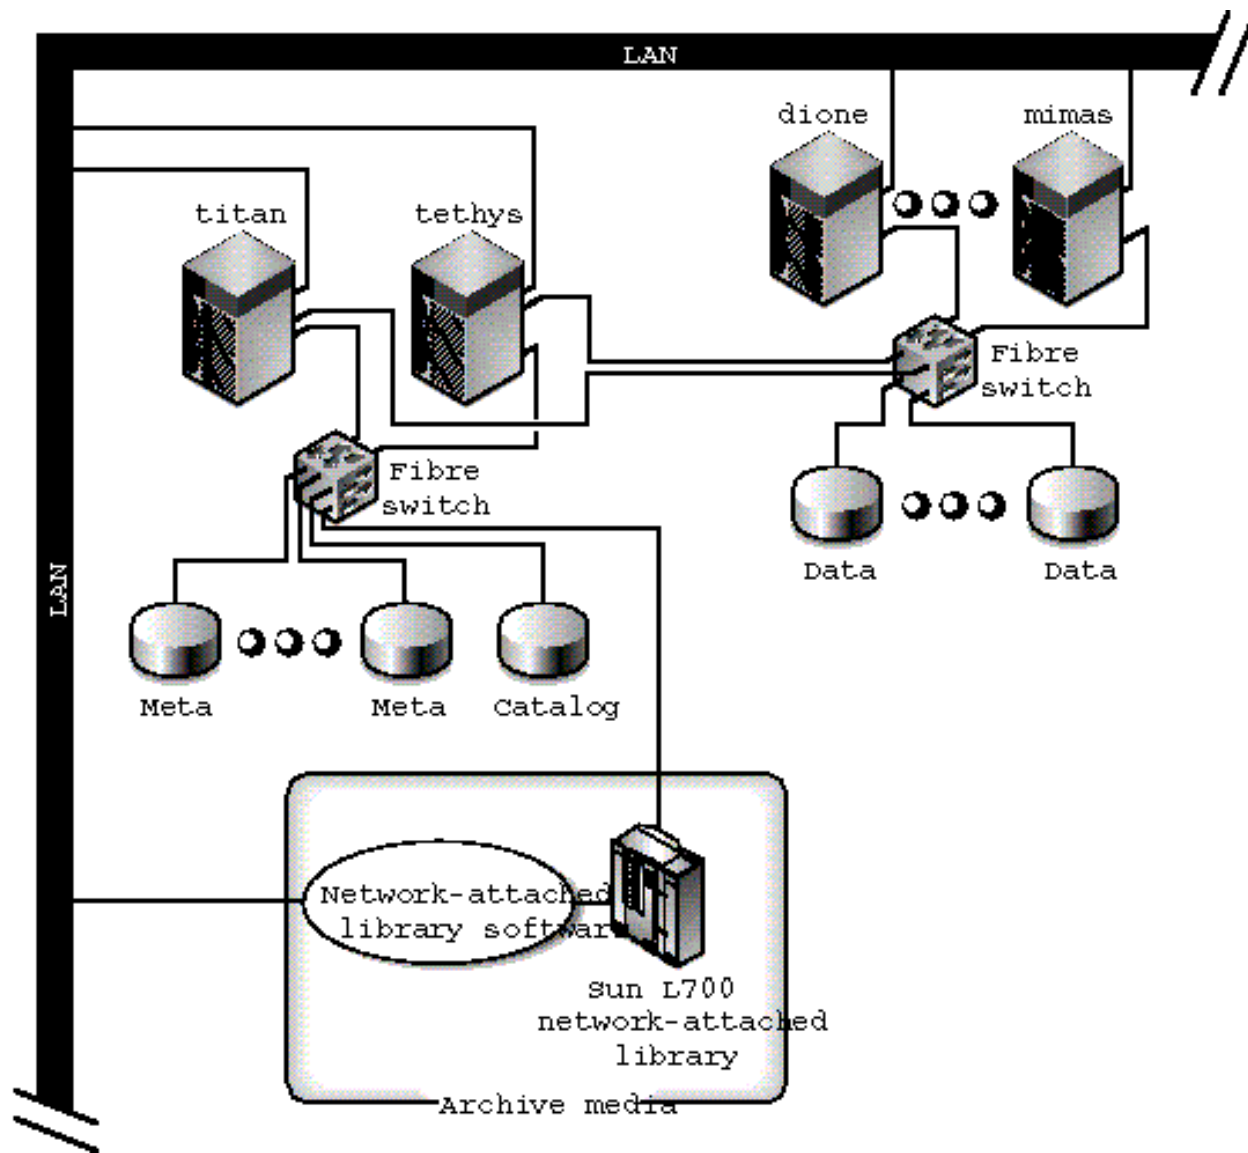 LAN
dione
mimas
titan
tethys
Fibre
switch
Fibre
switch
Data
Data
LAN
Meta
Meta
Catalog
Network-attached
library software
Sun L700
network-attached
library
Archive media